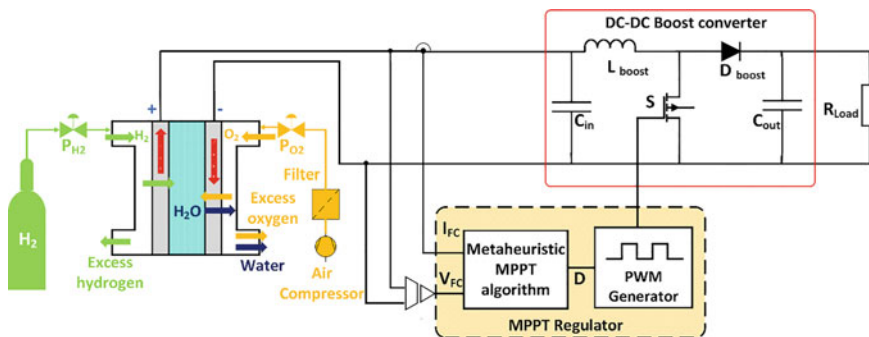 DC-DC Boost converter
L boost
D boost
S
C in
C out
R Load
+
-
P H2
H2
O2
P O2
Filter
H2O
Excess
oxygen
H2
Excess
hydrogen
Water
Air
Compressor
I FC
V FC
Metaheuristic
MPPT
algorithm
D
PWM
Generator
MPPT Regulator